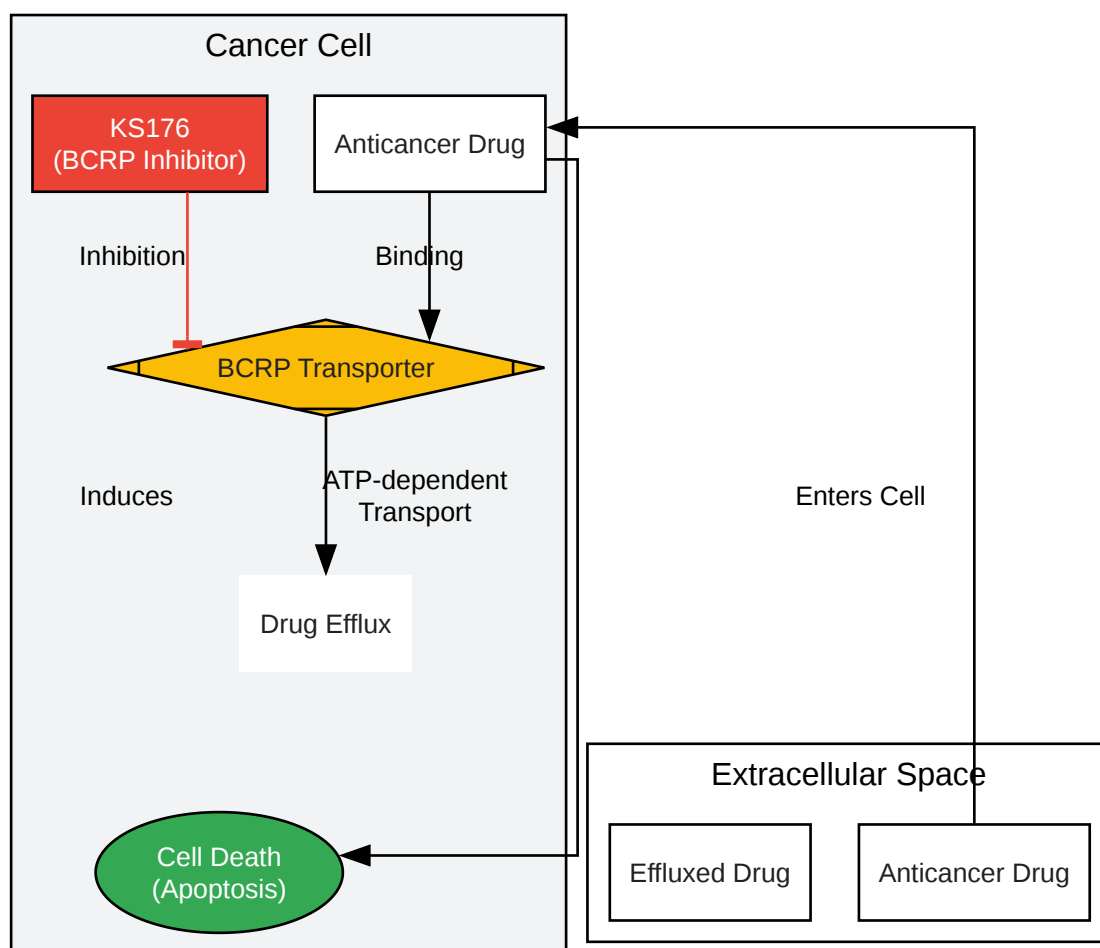 Cancer Cell
KS176
(BCRP Inhibitor)
Anticancer Drug
Inhibition
Binding
BCRP Transporter
Induces
ATP-dependent
Transport
Enters Cell
Drug Efflux
Extracellular Space
Cell Death
(Apoptosis)
Effluxed Drug
Anticancer Drug